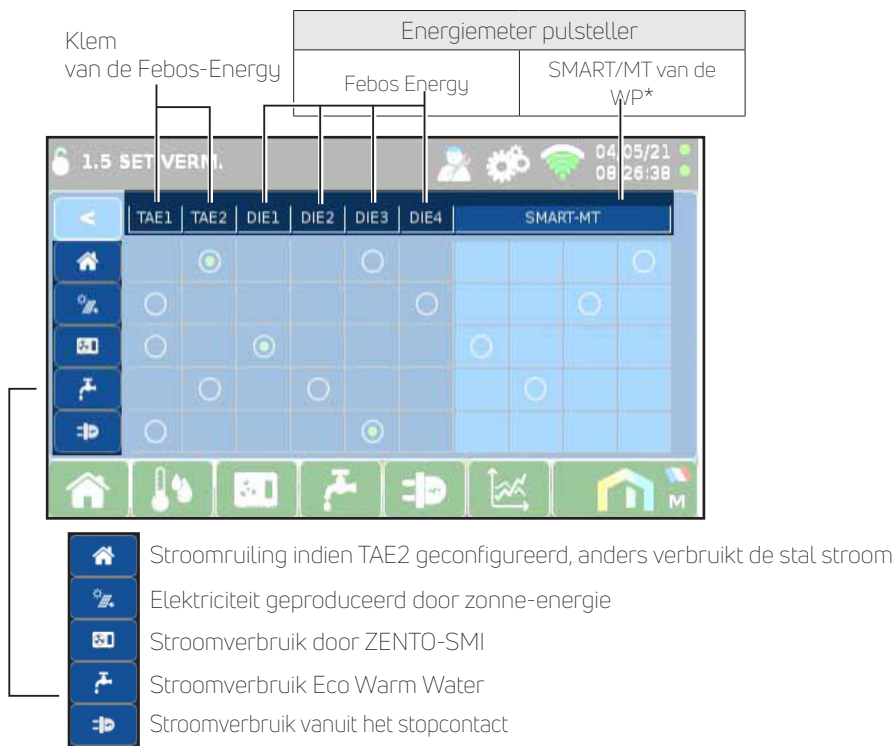 Klem
van de Febos-Energy
Energiemeter pulsteller
Febos Energy
SMART/MT van de
WP*
1.5 SET VERM.
04/05/21
08:26:38
< TAE1 TAE2 DIE1 DIE2 DIE3 DIE4 SMART-MT
M
Stroomruiling indien TAE2 geconfigureerd, anders verbruikt de stal stroom
Elektriciteit geproduceerd door zonne-energie
Stroomverbruik door ZENTO-SMI
Stroomverbruik Eco Warm Water
Stroomverbruik vanuit het stopcontact